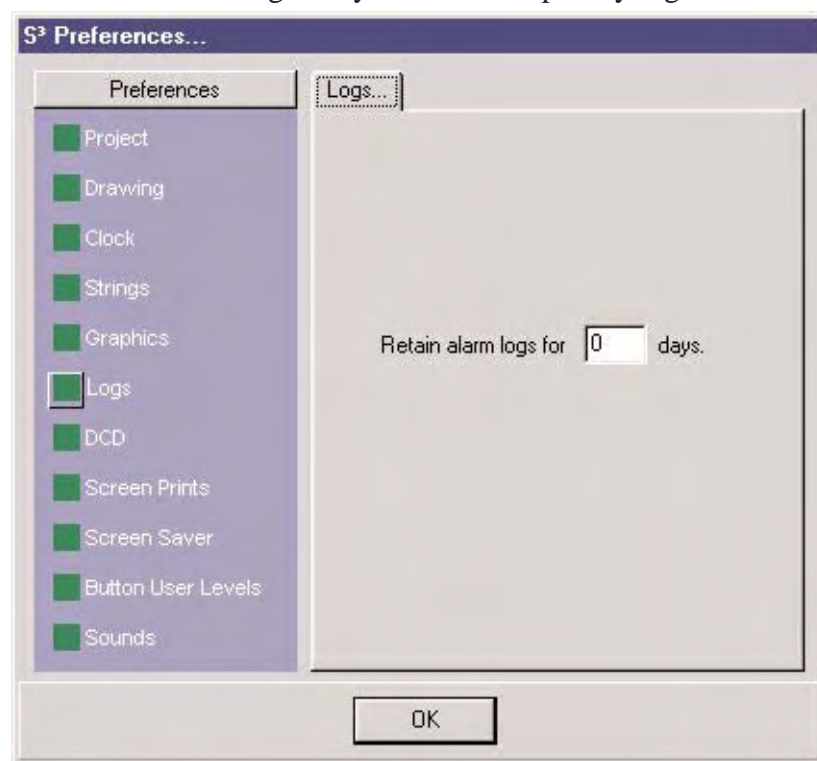 S³ Preferences...
Preferences
Project
Drawing
Clock
Strings
Graphics
Logs
DCD
Screen Prints
Screen Saver
Button User Levels
Sounds
Logs...
Retain alarm logs for 0 days.
OK